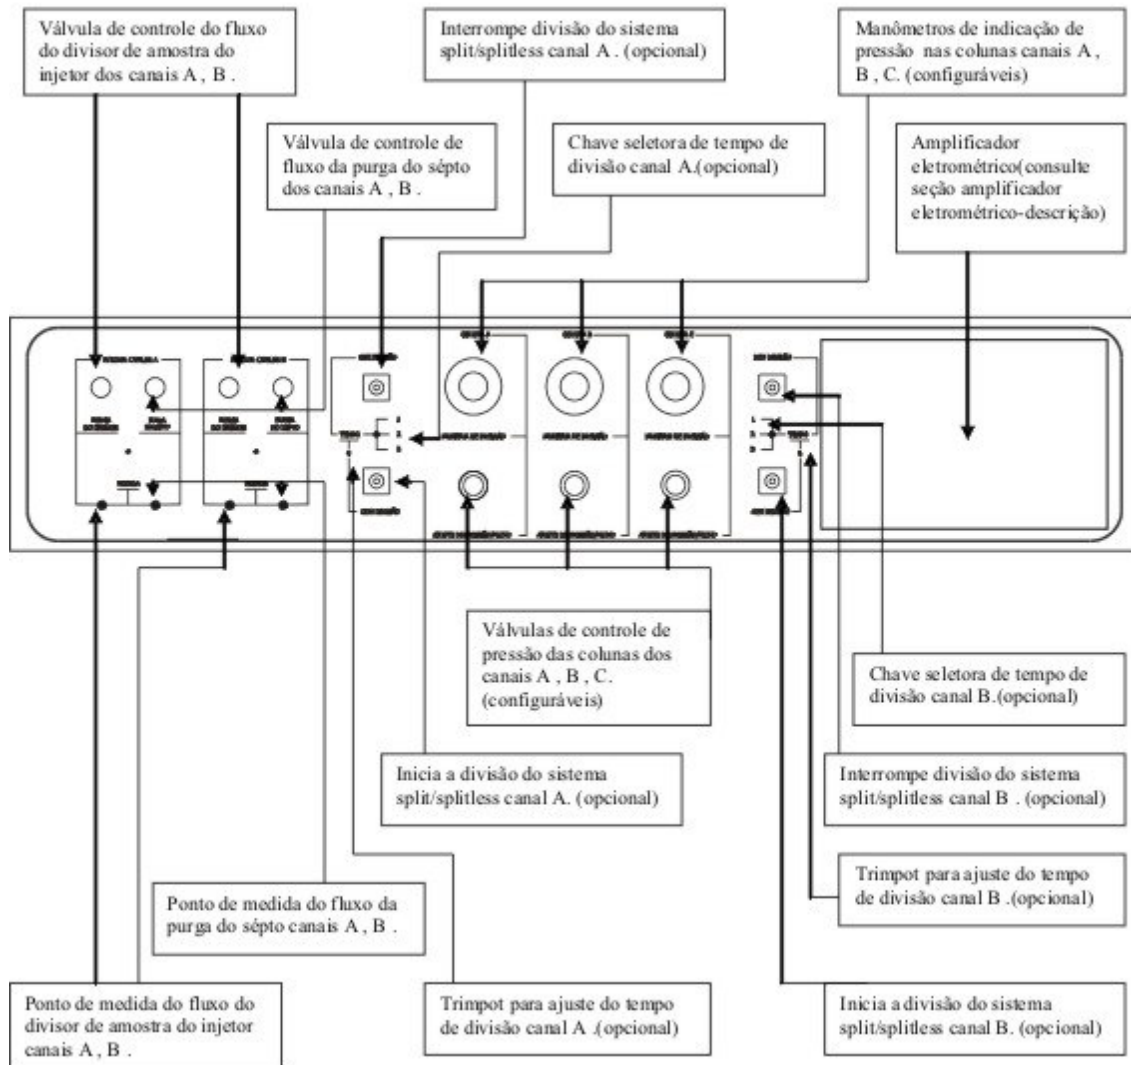 Válvula de controle do fluxo
do divisor de amostra do
injetor dos canais A , B .
Interrompe divisão do sistema
split/splitless canal A . (opcional)
Manômetros de indicação de
pressão nas colunas canais A ,
B , C. (configuráveis)
Válvula de controle de
fluxo da purga do sépto
dos canais A , B .
Chave seletora de tempo de
divisão canal A.(opcional)
Amplificador
eletrométrico(consulte
seção amplificador
eletrométrico-descrição)
Válvulas de controle de
pressão das colunas dos
canais A , B , C.
(configuráveis)
Chave seletora de tempo de
divisão canal B.(opcional)
Inicia a divisão do sistema
split/splitless canal A. (opcional)
Interrompe divisão do sistema
split/splitless canal B . (opcional)
Ponto de medida do fluxo da
purga do sépto canais A , B .
Trimpot para ajuste do tempo
de divisão canal B .(opcional)
Ponto de medida do fluxo do
divisor de amostra do injetor
canais A , B .
Trimpot para ajuste do tempo
de divisão canal A .(opcional)
Inicia a divisão do sistema
split/splitless canal B. (opcional)